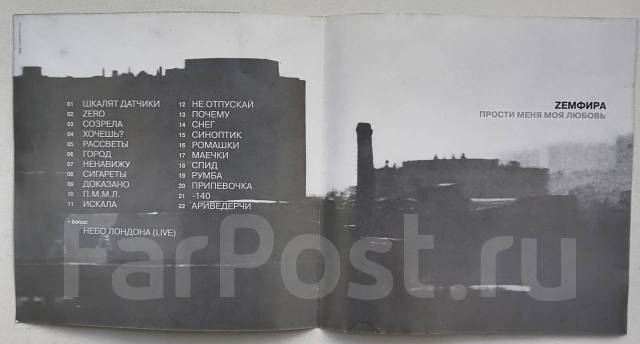 01 ШКАЛЯТ ДАТЧИКИ
02 ZERO
03 СОЗРЕЛА
04 ХОЧЕШЬ?
05 РАССВЕТЫ
06 ГОРОД
07 НЕНАВИЖУ
08 СИГАРЕТЫ
09 ДОКАЗАНО
10 П.М.М.Л.
11 ИСКАЛА
+ bonus:
НЕБО ЛОНДОНА (LIVE)
12 НЕ ОТПУСКАЙ
13 ПОЧЕМУ
14 СНЕГ
15 СИНОПТИК
16 РОМАШКИ
17 МАЕЧКИ
18 СПИД
19 РУМБА
20 ПРИПЕВОЧКА
21 -140
22 АРИВЕДЕРЧИ
ZЕМФИРА
ПРОСТИ МЕНЯ МОЯ ЛЮБОВЬ
FarPost.ru